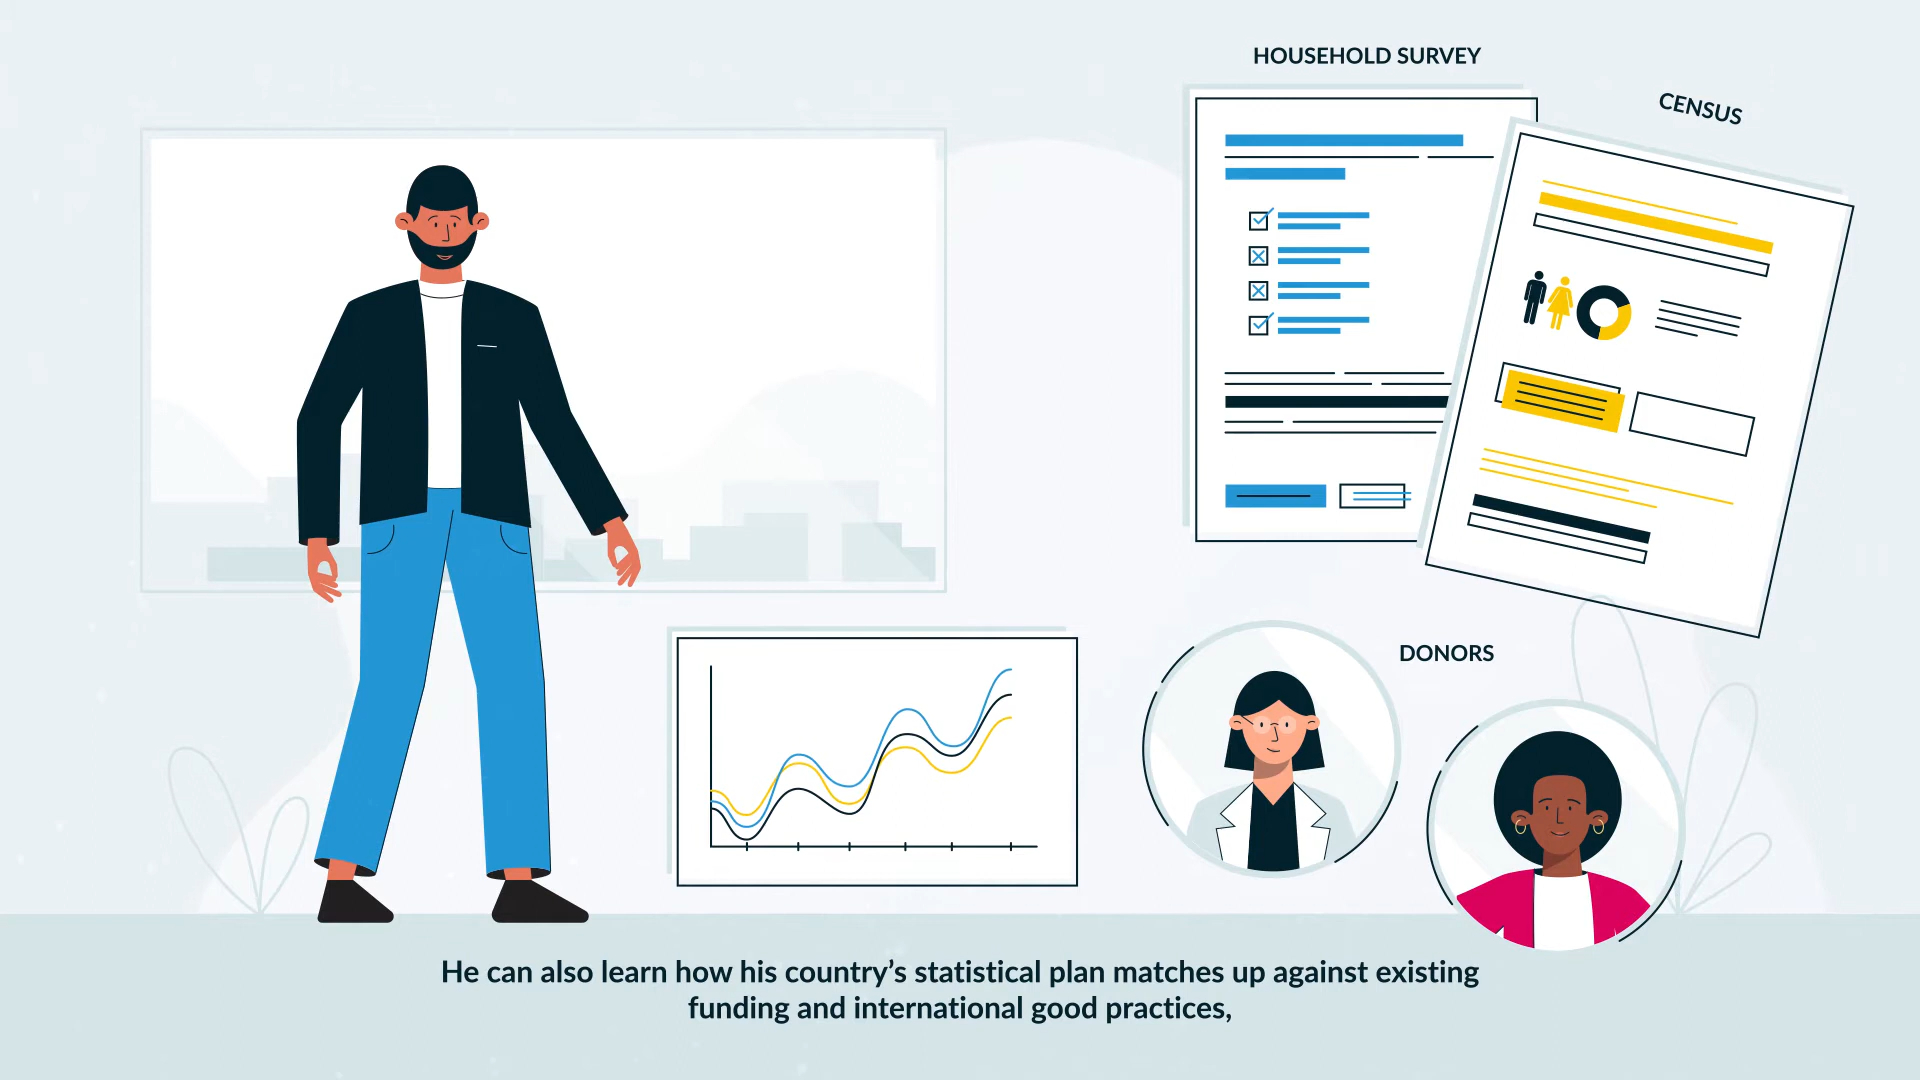 HOUSEHOLD SURVEY
CENSUS
DONORS
He can also learn how his country’s statistical plan matches up against existing
funding and international good practices,